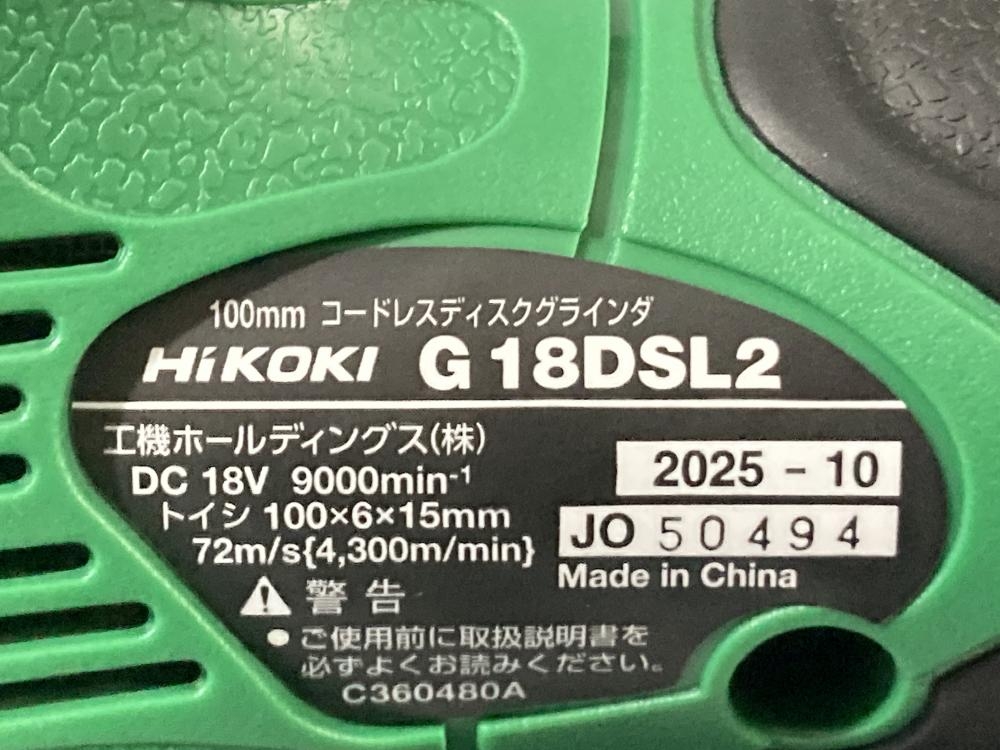 100mm コードレスディスクグラインダ
HiKOKI G 18DSL2
工機ホールディングス(株)
DC 18V 9000min-¹
トイシ 100×6×15mm
72m/s{4,300m/min}
2025 - 10
JO 50494
Made in China
警告
● ご使用前に取扱説明書を
必ずよくお読みください。
C360480A